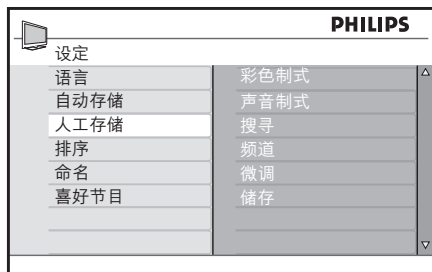 PHILIPS
设定
语言
自动存储
人工存储
排序
命名
喜好节目
彩色制式
声音制式
搜寻
频道
微调
储存